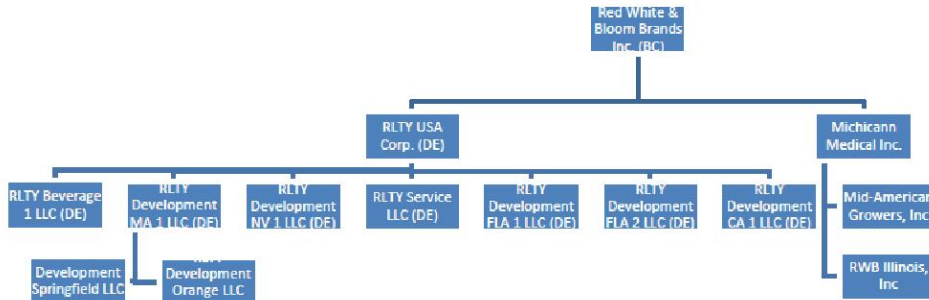 Red White &
Bloom Brands
Inc. (BC)
RLTY USA
Corp. (DE)
Michicann
Medical Inc.
RLTY Beverage
1 LLC (DE)
RLTY
Development
MA 1 LLC (DE)
RLTY
Development
NV 1 LLC (DE)
RLTY Service
LLC (DE)
RLTY
Development
FLA 1 LLC (DE)
RLTY
Development
FLA 2 LLC (DE)
RLTY
Development
CA 1 LLC (DE)
Mid-American
Growers, Inc
Development
Springfield LLC
Development
Orange LLC
RWB Illinois,
Inc